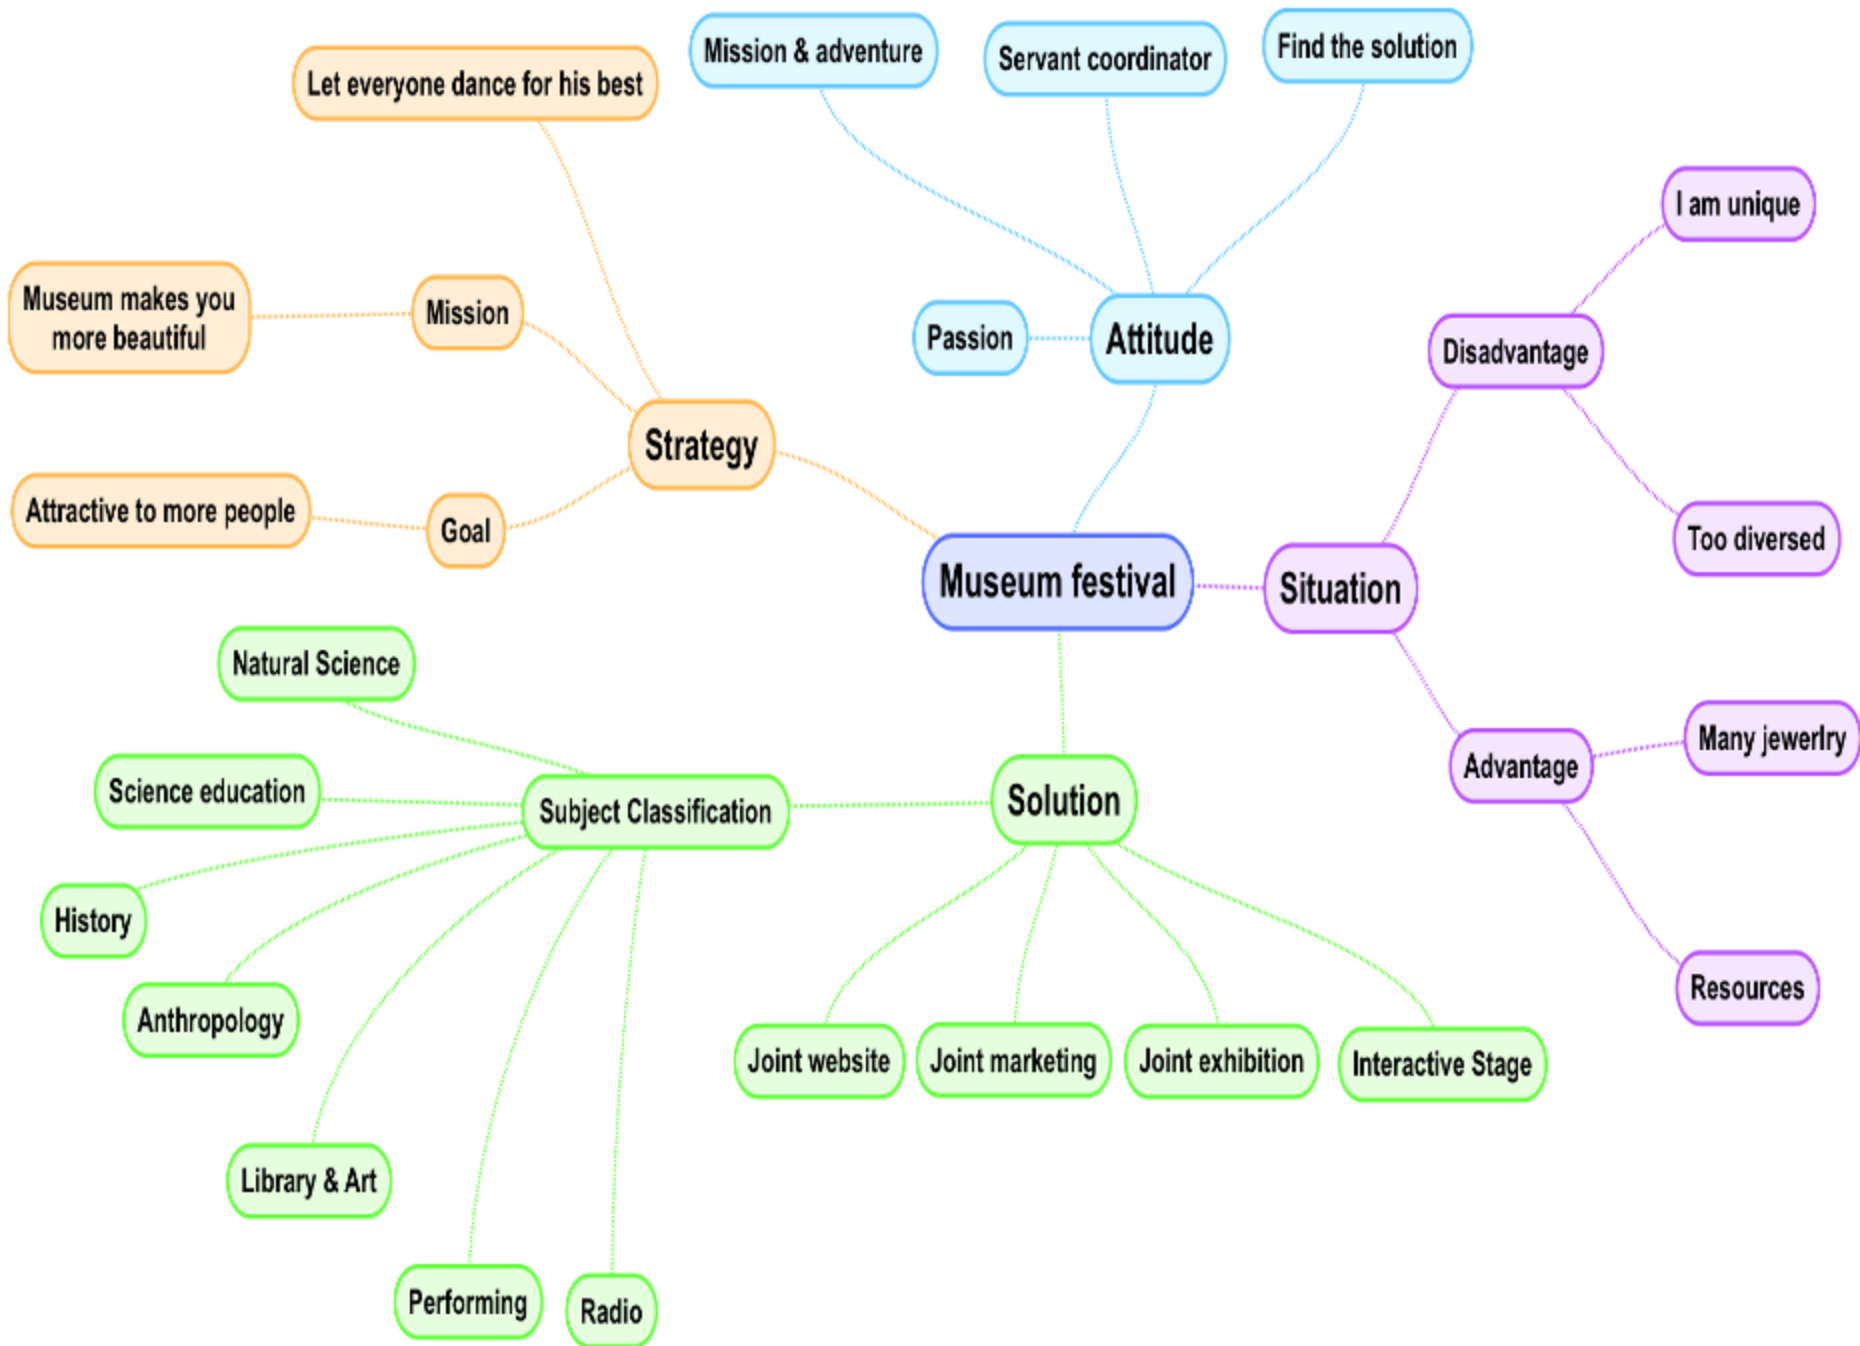 Mission & adventure
Servant coordinator
Find the solution
Let everyone dance for his best
I am unique
Museum makes you
more beautiful
Mission
Passion
Attitude
Disadvantage
Strategy
Attractive to more people
Goal
Too diversed
Museum festival
Situation
Natural Science
Many jewerlry
Advantage
Science education
Subject Classification
Solution
History
Resources
Anthropology
Joint website
Joint marketing
Joint exhibition
Interactive Stage
Library & Art
Performing
Radio